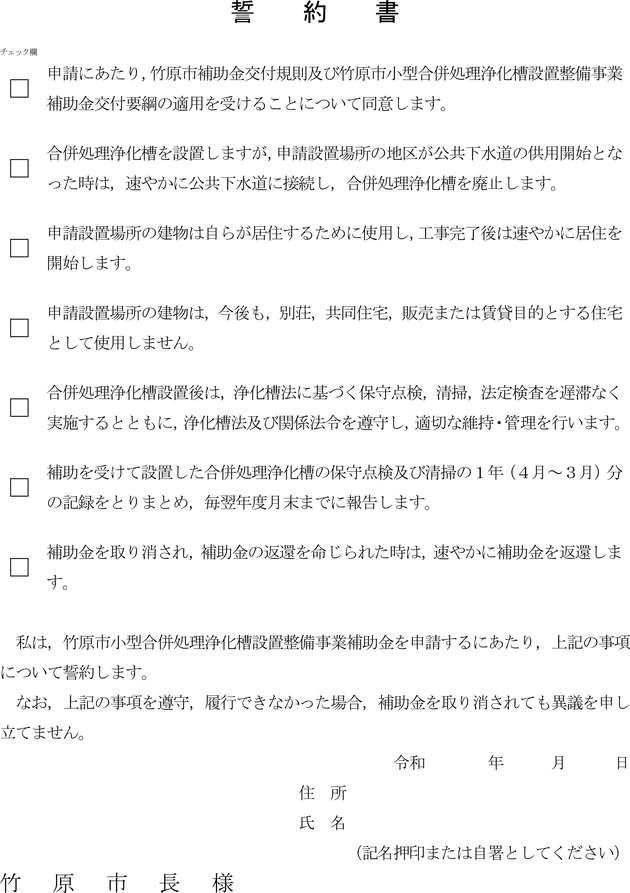 誓　約　書
チェック欄
□ 申請にあたり，竹原市補助金交付規則及び竹原市小型合併処理浄化槽設置整備事業
補助金交付要綱の適用を受けることについて同意します。
□ 合併処理浄化槽を設置しますが，申請設置場所の地区が公共下水道の供用開始とな
った時は，速やかに公共下水道に接続し，合併処理浄化槽を廃止します。
□ 申請設置場所の建物は自らが居住するために使用し，工事完了後は速やかに居住を
開始します。
□ 申請設置場所の建物は，今後も，別荘，共同住宅，販売または賃貸目的とする住宅
として使用しません。
□ 合併処理浄化槽設置後は，浄化槽法に基づく保守点検，清掃，法定検査を遅滞なく
実施するとともに，浄化槽法及び関係法令を遵守し，適切な維持・管理を行います。
□ 補助を受けて設置した合併処理浄化槽の保守点検及び清掃の１年（４月～３月）分
の記録をとりまとめ，毎翌年度月末までに報告します。
□ 補助金を取り消され，補助金の返還を命じられた時は，速やかに補助金を返還しま
す。
　私は，竹原市小型合併処理浄化槽設置整備事業補助金を申請するにあたり，上記の事項
について誓約します。
　なお，上記の事項を遵守，履行できなかった場合，補助金を取り消されても異議を申し
立てません。
令和　　　年　　　月　　　日
住　所
氏　名
（記名押印または自署としてください）
竹　原　市　長　様